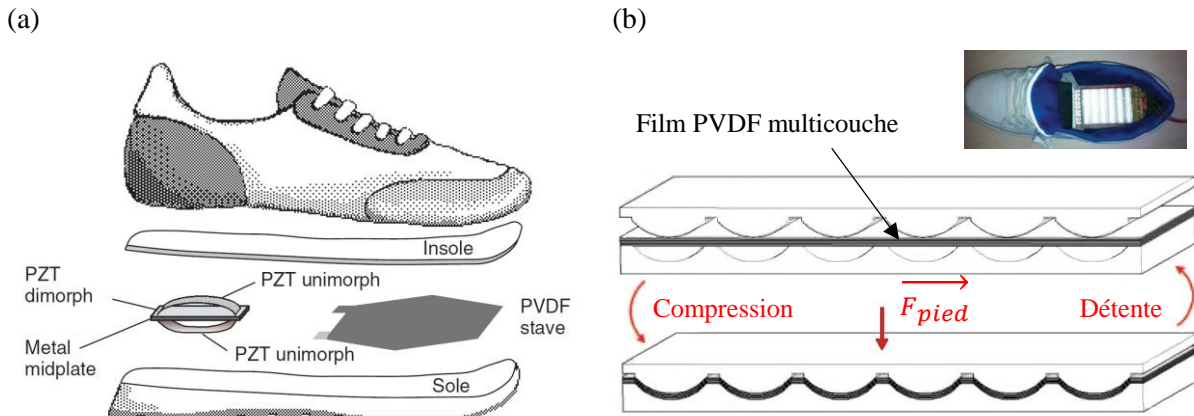 (a)
Insole
PZT
dimorph
PZT unimorph
PVDF
stave
Metal
midplate
PZT unimorph
Sole
(b)
Film PVDF multicouche
Compression
F_pied
Détente